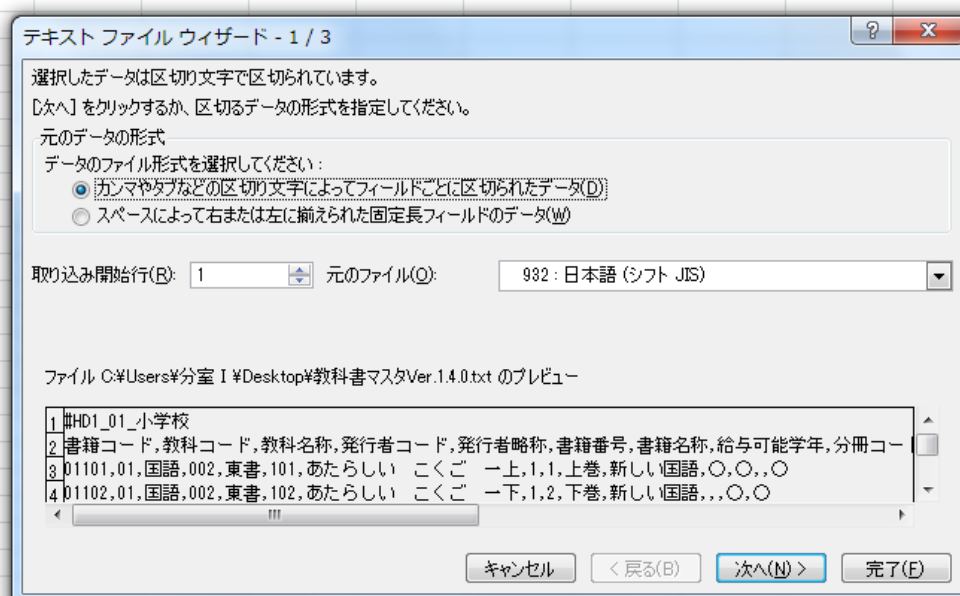 テキスト ファイル ウィザード - 1 / 3
選択したデータは区切り文字で区切られています。
[次へ] をクリックするか、区切るデータの形式を指定してください。
元のデータの形式
データのファイル形式を選択してください:
カンマやタブなどの区切り文字によってフィールドごとに区切られたデータ(D)
スペースによって右または左に揃えられた固定長フィールドのデータ(W)
取り込み開始行(R): 1 元のファイル(O): 932 : 日本語 (シフト JIS)
ファイル C:¥Users¥分室Ⅰ¥Desktop¥教科書マスタVer.1.4.0.txt のプレビュー
1 #HD1_01_小学校
2 書籍コード,教科コード,教科名称,発行者コード,発行者略称,書籍番号,書籍名称,給与可能学年,分冊コー
3 01101,01,国語,002,東書,101,あたらしい　こくご　一上,1,1,上巻,新しい国語,○,○,,○
4 01102,01,国語,002,東書,102,あたらしい　こくご　一下,1,2,下巻,新しい国語,,,○,○
キャンセル < 戻る(B) 次へ(N) > 完了(F)